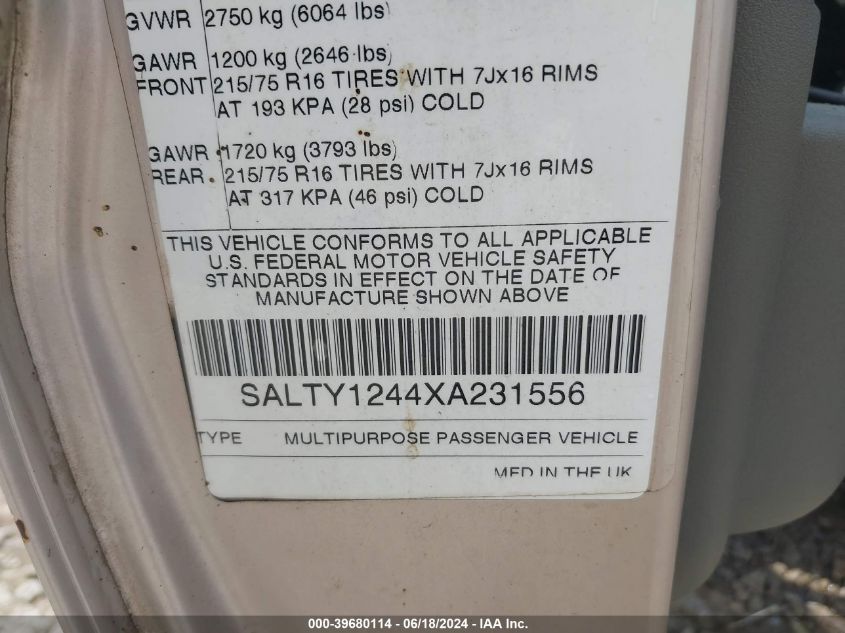 GVWR 2750 kg (6064 lbs)
GAWR 1200 kg (2646 lbs)
FRONT 215/75 R16 TIRES WITH 7Jx16 RIMS
AT 193 KPA (28 psi) COLD
GAWR 1720 kg (3793 lbs)
REAR 215/75 R16 TIRES WITH 7Jx16 RIMS
AT 317 KPA (46 psi) COLD
THIS VEHICLE CONFORMS TO ALL APPLICABLE
U.S. FEDERAL MOTOR VEHICLE SAFETY
STANDARDS IN EFFECT ON THE DATE OF
MANUFACTURE SHOWN ABOVE
SALTY1244XA231556
TYPE MULTIPURPOSE PASSENGER VEHICLE
MFD IN THE UK
000-39680114 - 06/18/2024 - IAA Inc.